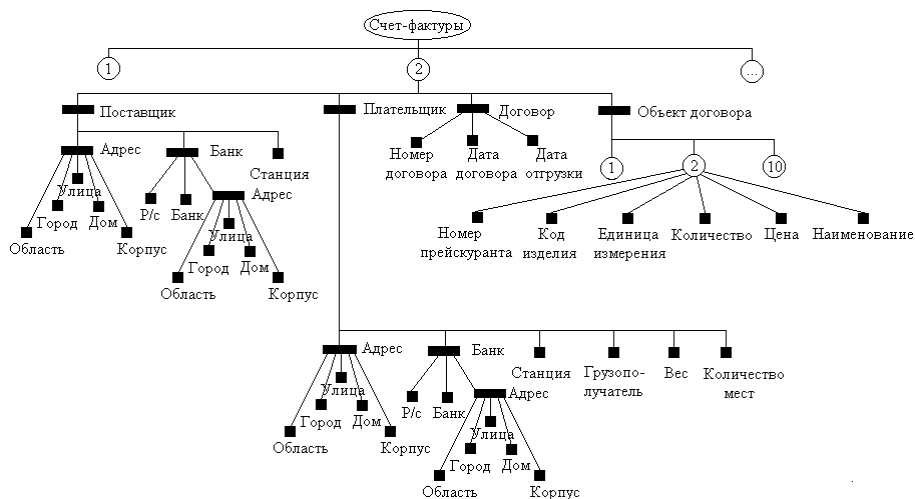 Счет-фактуры
1
2
...
Поставщик
Плательщик
Договор
Объект договора
Адрес
Банк
Станция
Номер
договора
Дата
договора
Дата
отгрузки
1
2
10
Улица
Город
Дом
Область
Корпус
Р/с
Банк
Адрес
Улица
Город
Дом
Область
Корпус
Номер
прейскуранта
Код
изделия
Единица
измерения
Количество
Цена
Наименование
Адрес
Банк
Станция
Грузопо-
лучатель
Вес
Количество
мест
Улица
Город
Дом
Область
Корпус
Р/с
Банк
Адрес
Улица
Город
Дом
Область
Корпус